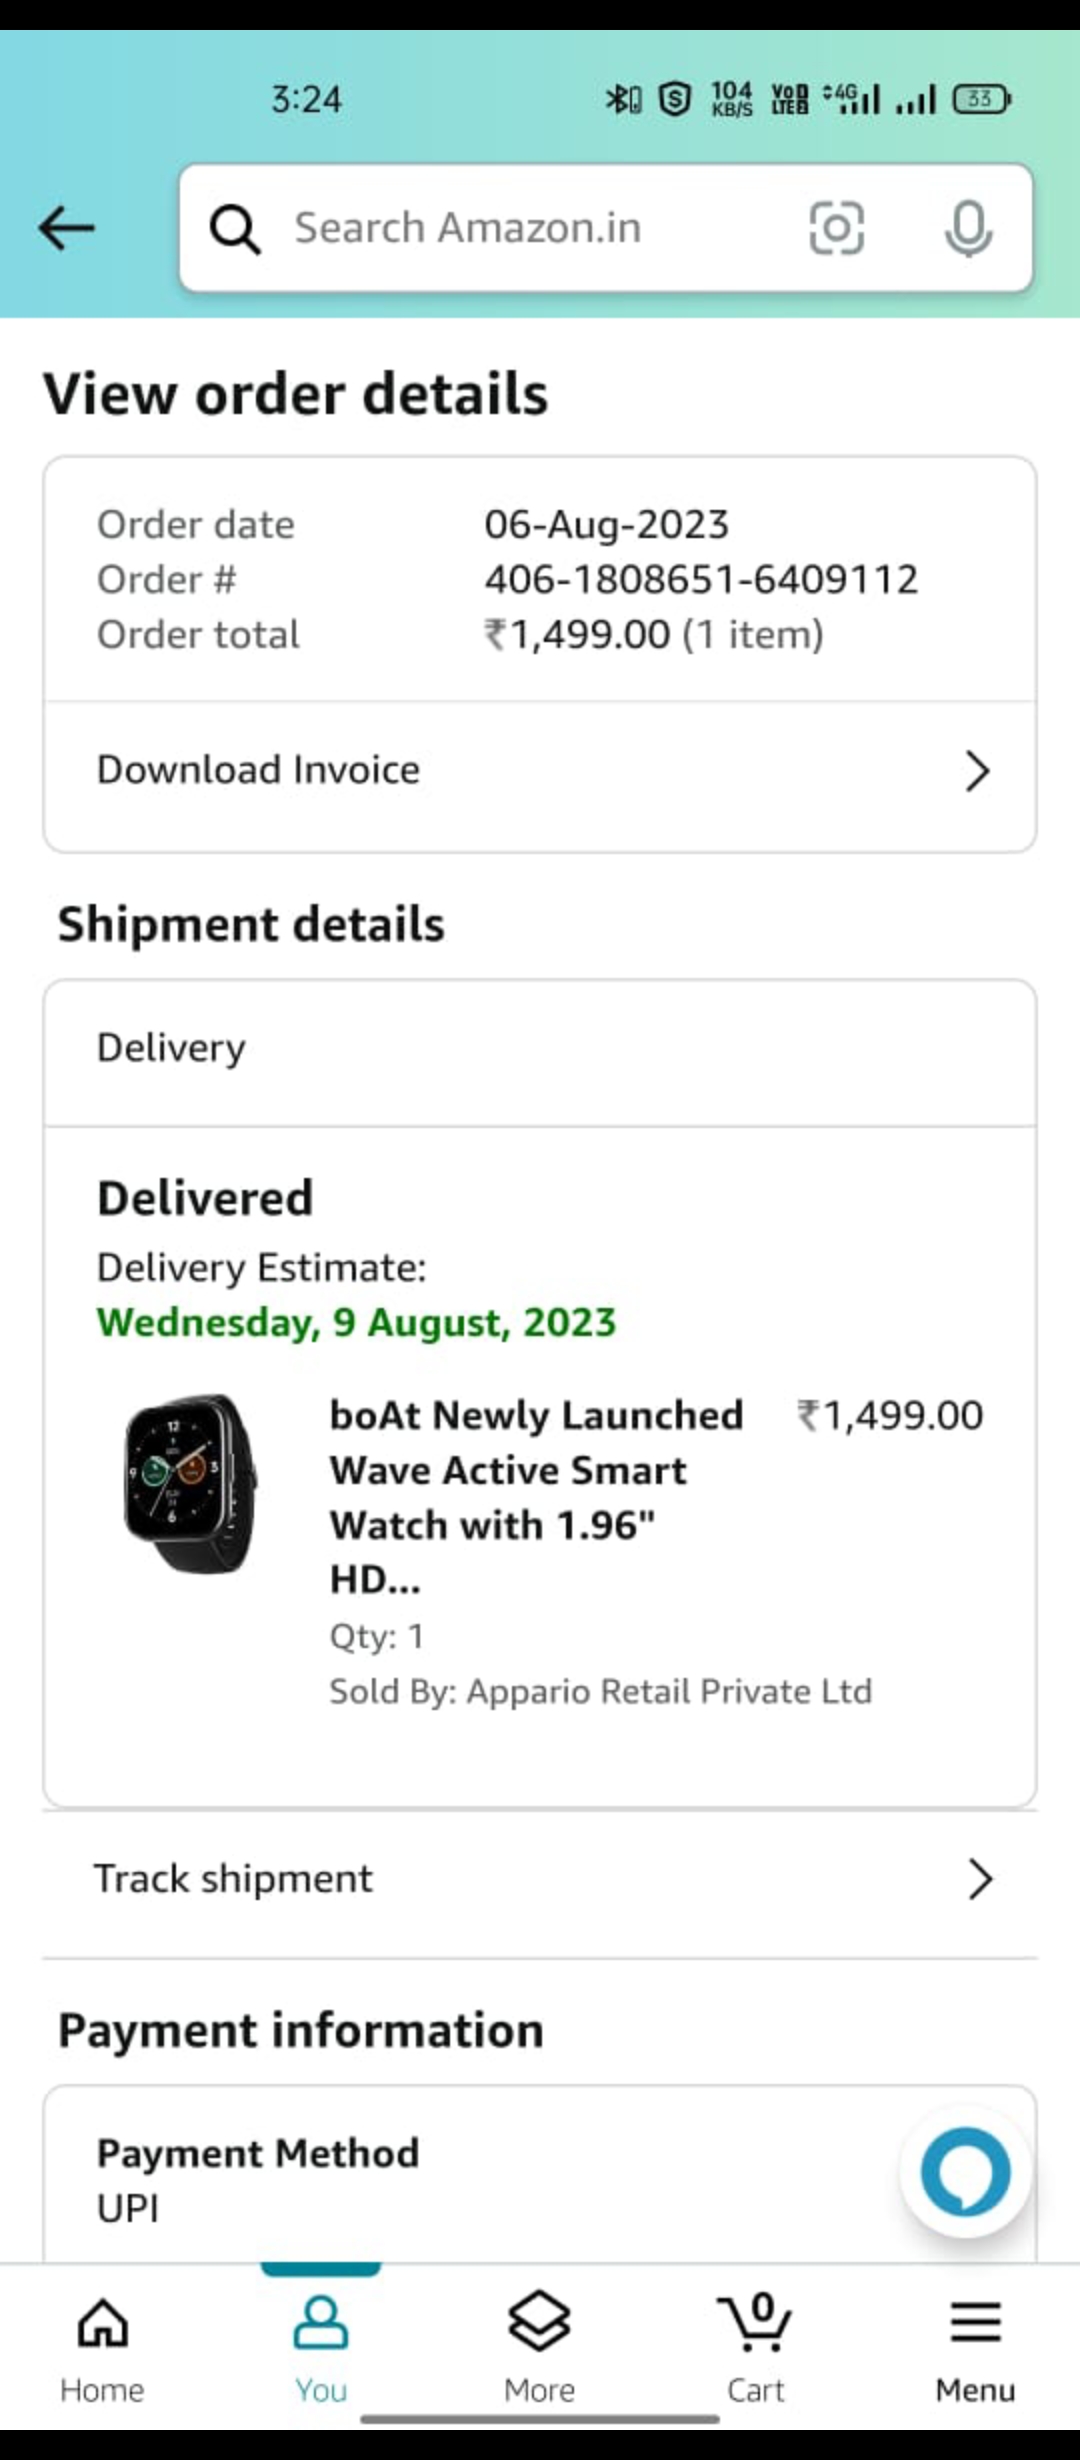 3:24
104 KB/S
VoLTE 4G 33
Search Amazon.in
View order details
Order date 06-Aug-2023
Order # 406-1808651-6409112
Order total ₹1,499.00 (1 item)
Download Invoice
Shipment details
Delivery
Delivered
Delivery Estimate:
Wednesday, 9 August, 2023
boAt Newly Launched ₹1,499.00
Wave Active Smart
Watch with 1.96"
HD...
Qty: 1
Sold By: Appario Retail Private Ltd
Track shipment
Payment information
Payment Method
UPI
0
Home You More Cart Menu